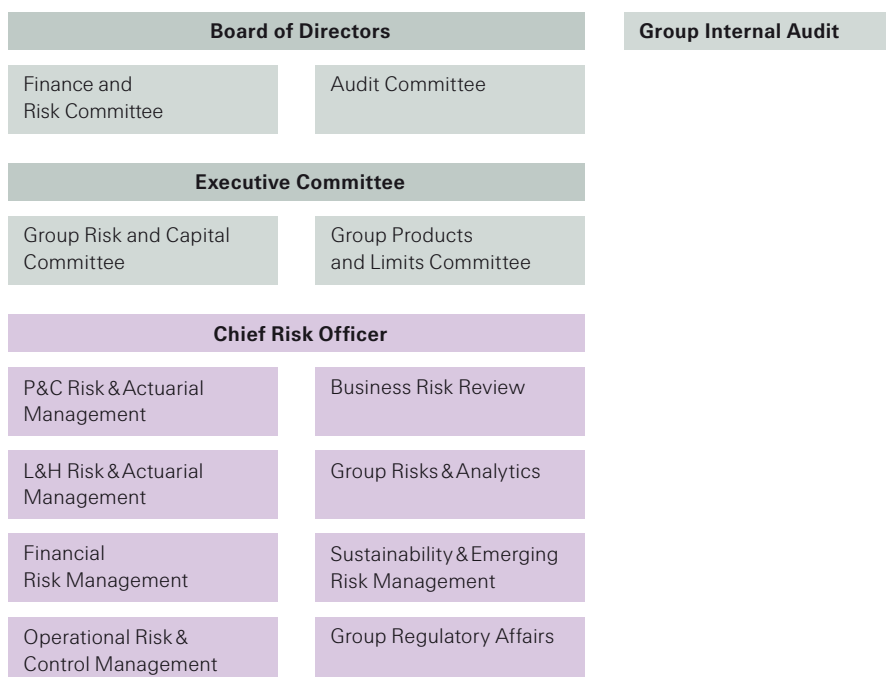 Board of Directors
Group Internal Audit
Finance and
Risk Committee
Audit Committee
Executive Committee
Group Risk and Capital
Committee
Group Products
and Limits Committee
Chief Risk Officer
P&C Risk & Actuarial
Management
Business Risk Review
L&H Risk & Actuarial
Management
Group Risks & Analytics
Financial
Risk Management
Sustainability & Emerging
Risk Management
Operational Risk &
Control Management
Group Regulatory Affairs